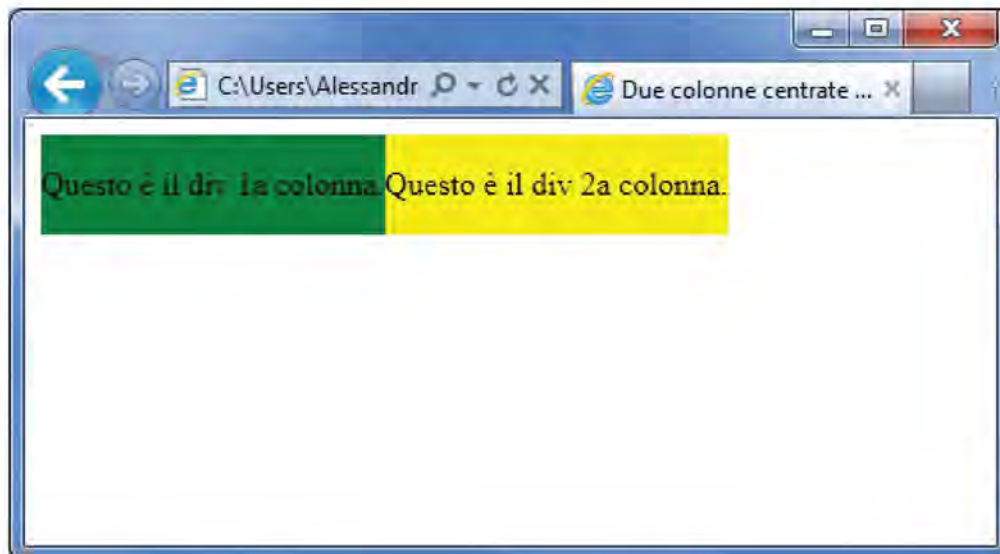 C:\Users\Alessandr
Due colonne centrate ...
Questo è il div 1a colonna.
Questo è il div 2a colonna.